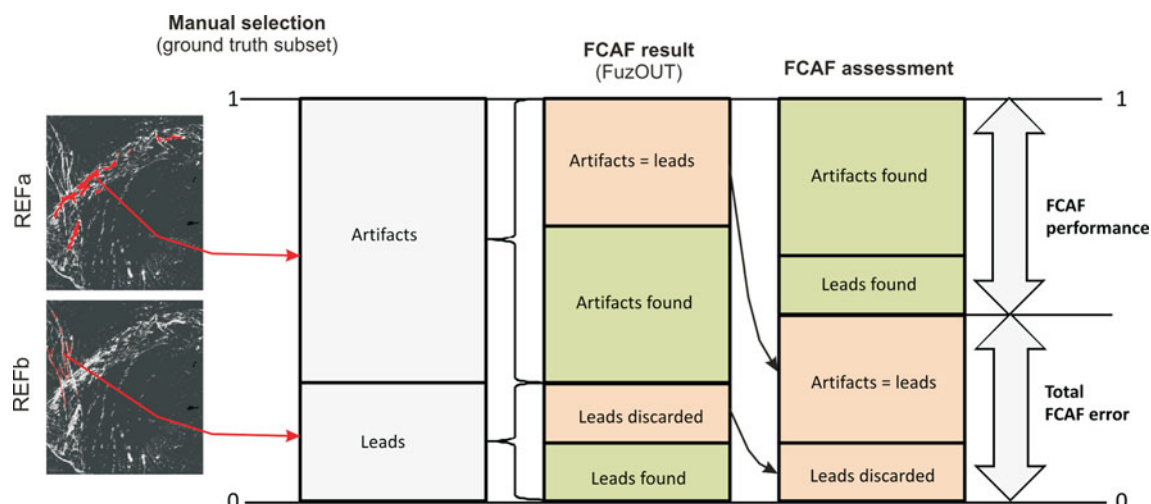 Manual selection
(ground truth subset)
FCAF result
(FuzOUT)
FCAF assessment
1
1
REFa
REFb
Artifacts
Leads
Artifacts = leads
Artifacts found
Leads discarded
Leads found
Artifacts found
Leads found
Artifacts = leads
Leads discarded
FCAF
performance
Total
FCAF error
0
0